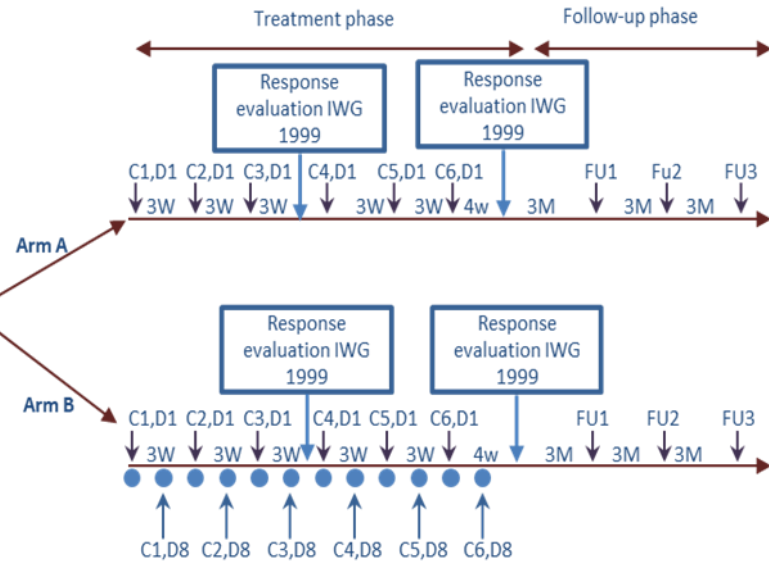 Treatment phase
Follow-up phase
Response
evaluation IWG
1999
Response
evaluation IWG
1999
C1,D1 C2,D1 C3,D1 C4,D1 C5,D1 C6,D1 FU1 Fu2 FU3
3W 3W 3W 3W 3W 4w 3M 3M 3M
Arm A
Response
evaluation IWG
1999
Response
evaluation IWG
1999
Arm B
C1,D1 C2,D1 C3,D1 C4,D1 C5,D1 C6,D1 FU1 FU2 FU3
3W 3W 3W 3W 3W 4w 3M 3M 3M
C1,D8 C2,D8 C3,D8 C4,D8 C5,D8 C6,D8